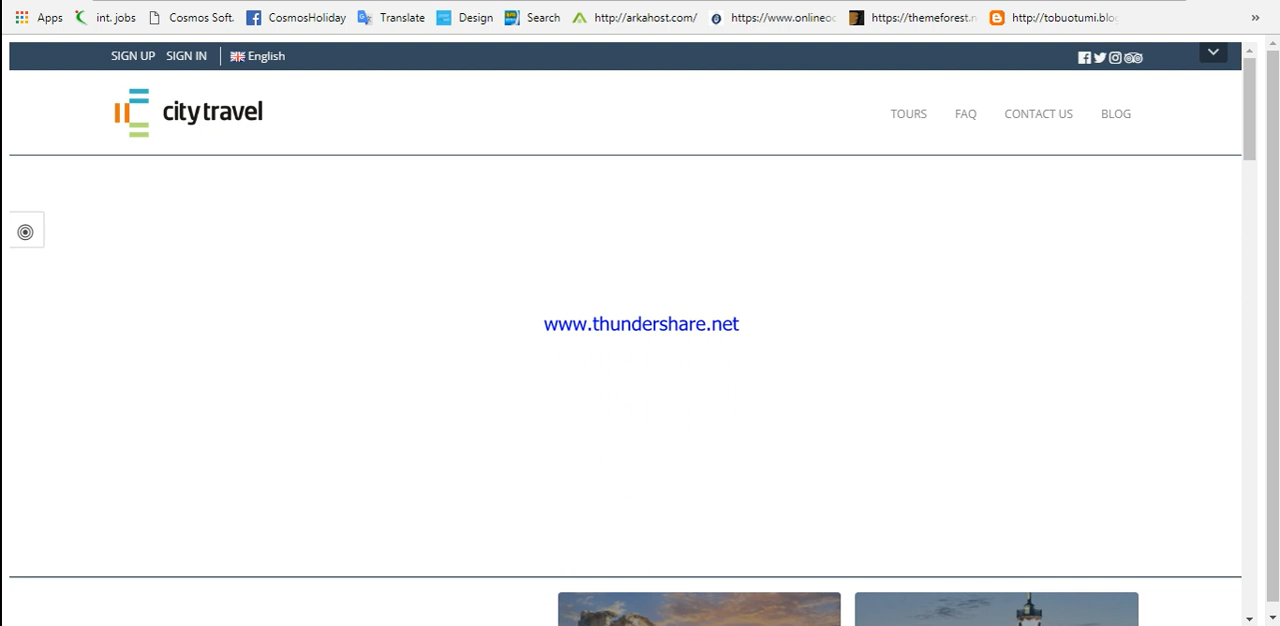 Apps int. jobs Cosmos Soft. CosmosHoliday Translate Design Search http://arkahost.com/ https://www.onlineoc https://themeforest.n http://tobuotumi.blo
SIGN UP SIGN IN English
city travel
TOURS FAQ CONTACT US BLOG
www.thundershare.net